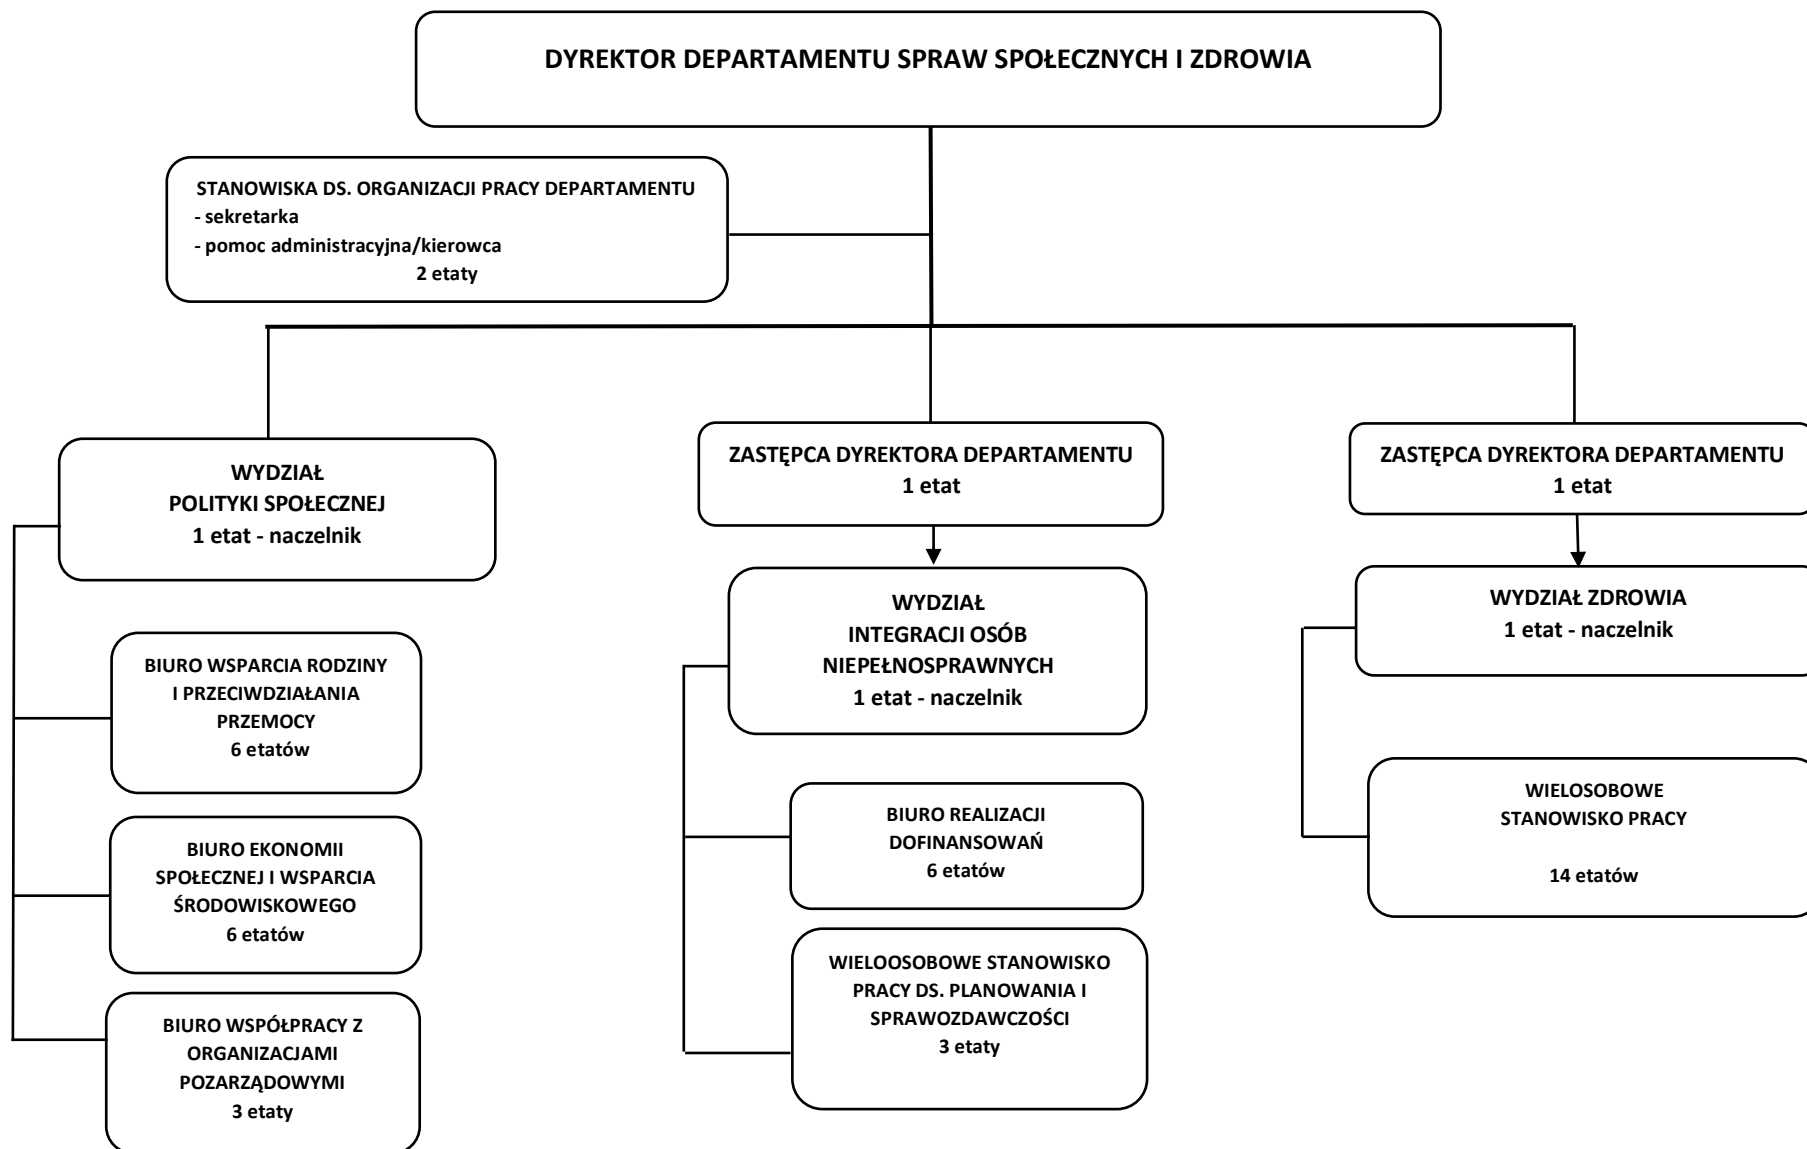 DYREKTOR DEPARTAMENTU SPRAW SPOŁECZNYCH I ZDROWIA
STANOWISKA DS. ORGANIZACJI PRACY DEPARTAMENTU
- sekretarka
- pomoc administracyjna/kierowca
2 etaty
WYDZIAŁ
POLITYKI SPOŁECZNEJ
1 etat - naczelnik
BIURO WSPARCIA RODZINY
I PRZECIWDZIAŁANIA
PRZEMOCY
6 etatów
BIURO EKONOMII
SPOŁECZNEJ I WSPARCIA
ŚRODOWISKOWEGO
6 etatów
BIURO WSPÓŁPRACY Z
ORGANIZACJAMI
POZARZĄDOWYMI
3 etaty
ZASTĘPCA DYREKTORA DEPARTAMENTU
1 etat
WYDZIAŁ
INTEGRACJI OSÓB
NIEPEŁNOSPRAWNYCH
1 etat - naczelnik
BIURO REALIZACJI
DOFINANSOWAŃ
6 etatów
WIELOOSOBOWE STANOWISKO
PRACY DS. PLANOWANIA I
SPRAWOZDAWCZOŚCI
3 etaty
ZASTĘPCA DYREKTORA DEPARTAMENTU
1 etat
WYDZIAŁ ZDROWIA
1 etat - naczelnik
WIELOSOBOWE
STANOWISKO PRACY
14 etatów